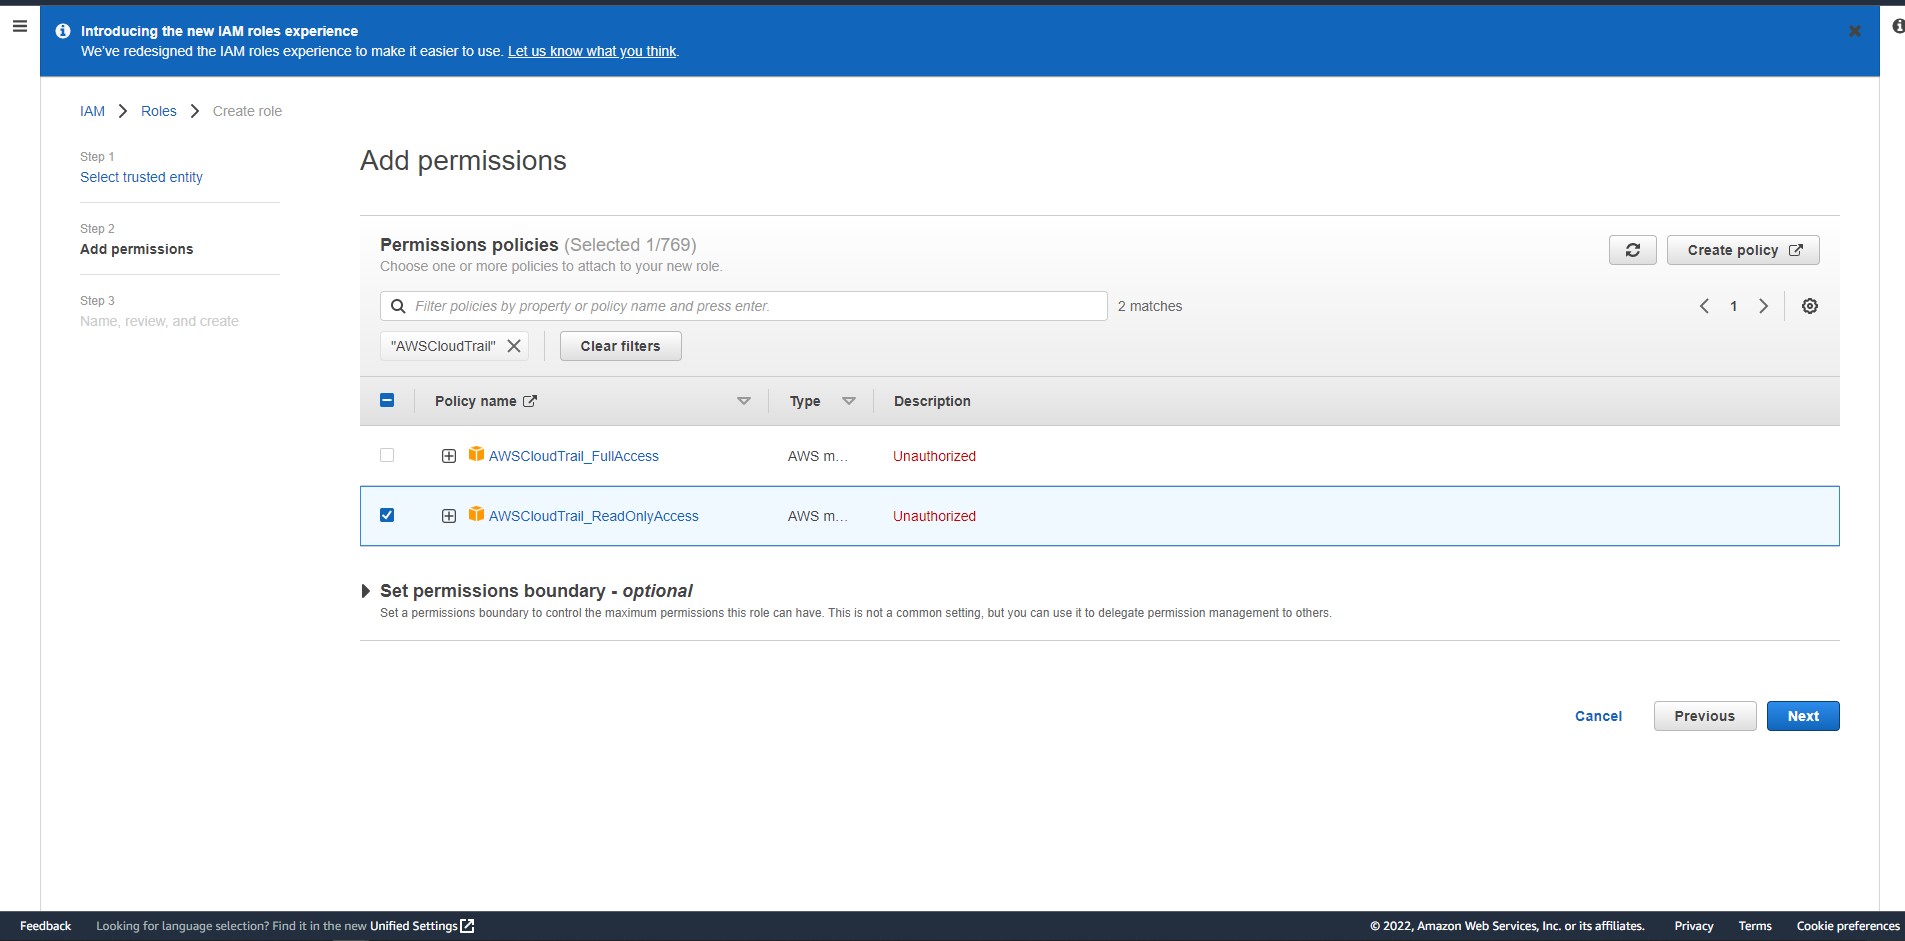 Introducing the new IAM roles experience
We've redesigned the IAM roles experience to make it easier to use. Let us know what you think.
IAM > Roles > Create role
Step 1
Select trusted entity
Step 2
Add permissions
Step 3
Name, review, and create
Add permissions
Permissions policies (Selected 1/769)
Choose one or more policies to attach to your new role.
Create policy
Filter policies by property or policy name and press enter.
2 matches
1
"AWSCloudTrail"
Clear filters
Policy name Type Description
AWSCloudTrail_FullAccess AWS m... Unauthorized
AWSCloudTrail_ReadOnlyAccess AWS m... Unauthorized
Set permissions boundary - optional
Set a permissions boundary to control the maximum permissions this role can have. This is not a common setting, but you can use it to delegate permission management to others.
Cancel Previous Next
Feedback Looking for language selection? Find it in the new Unified Settings © 2022, Amazon Web Services, Inc. or its affiliates. Privacy Terms Cookie preferences